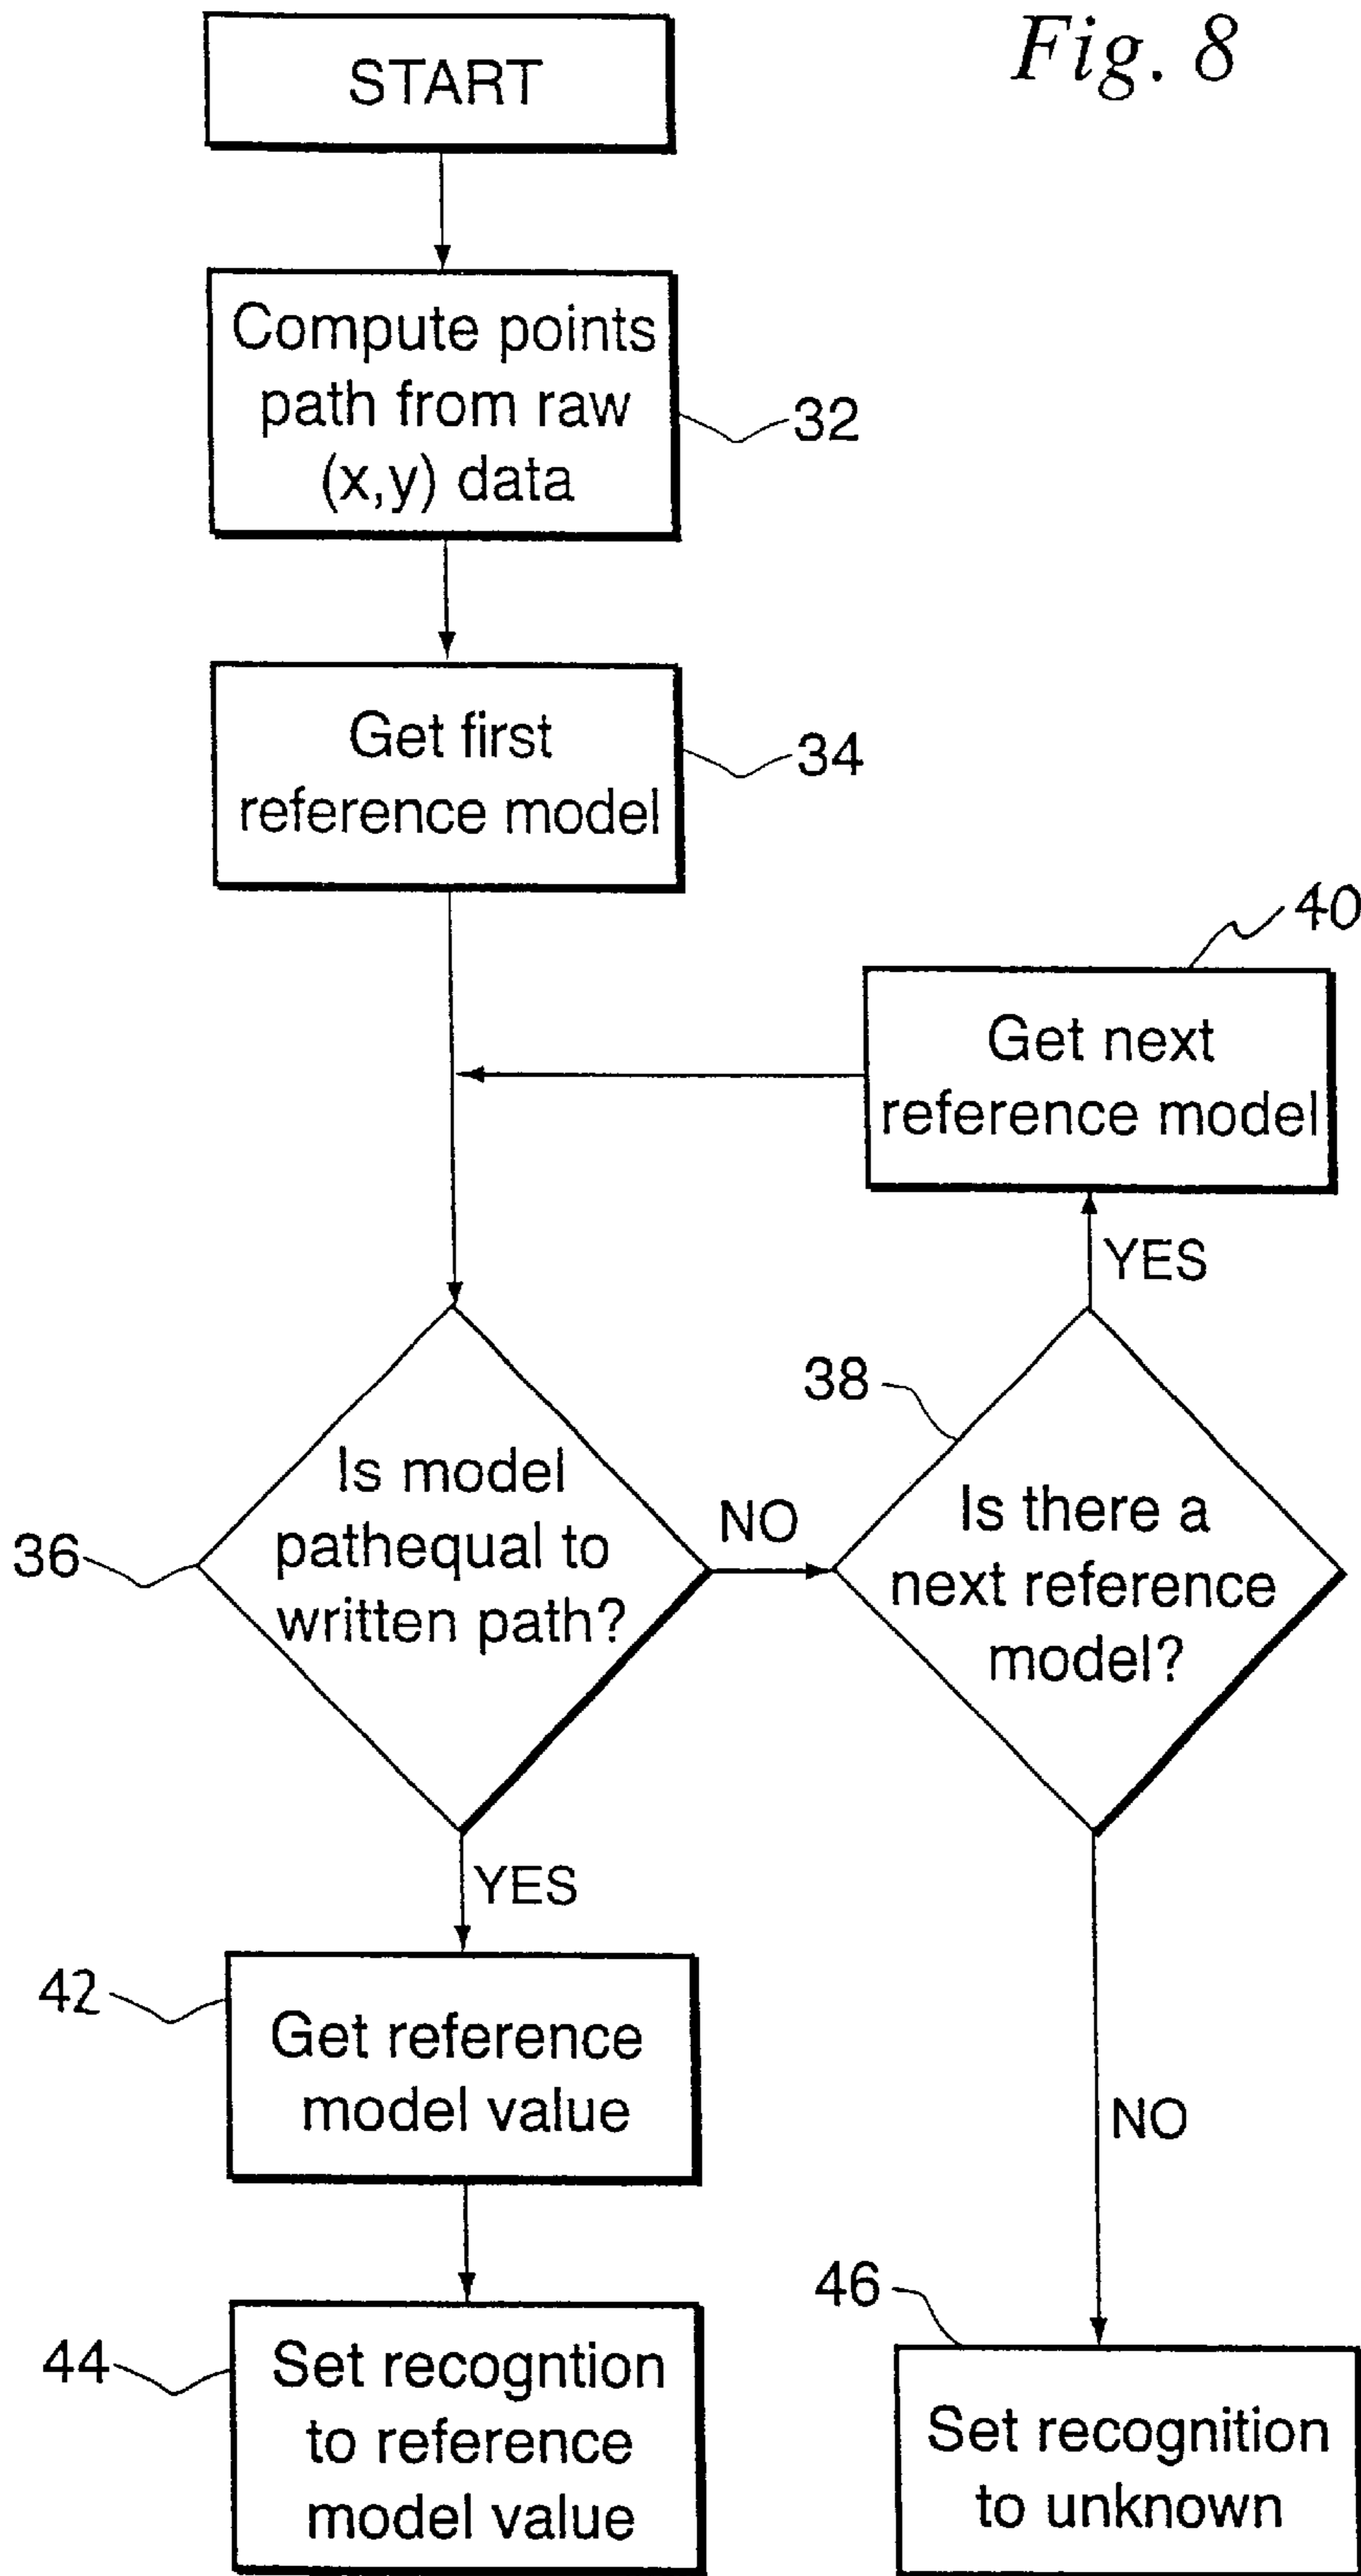 Fig. 8
START
Compute points
path from raw
(x,y) data
32
Get first
reference model
34
40
Get next
reference model
YES
38
Is model
pathequal to
written path?
36
NO
Is there a
next reference
model?
YES
42
Get reference
model value
NO
46
44
Set recogntion
to reference
model value
Set recognition
to unknown